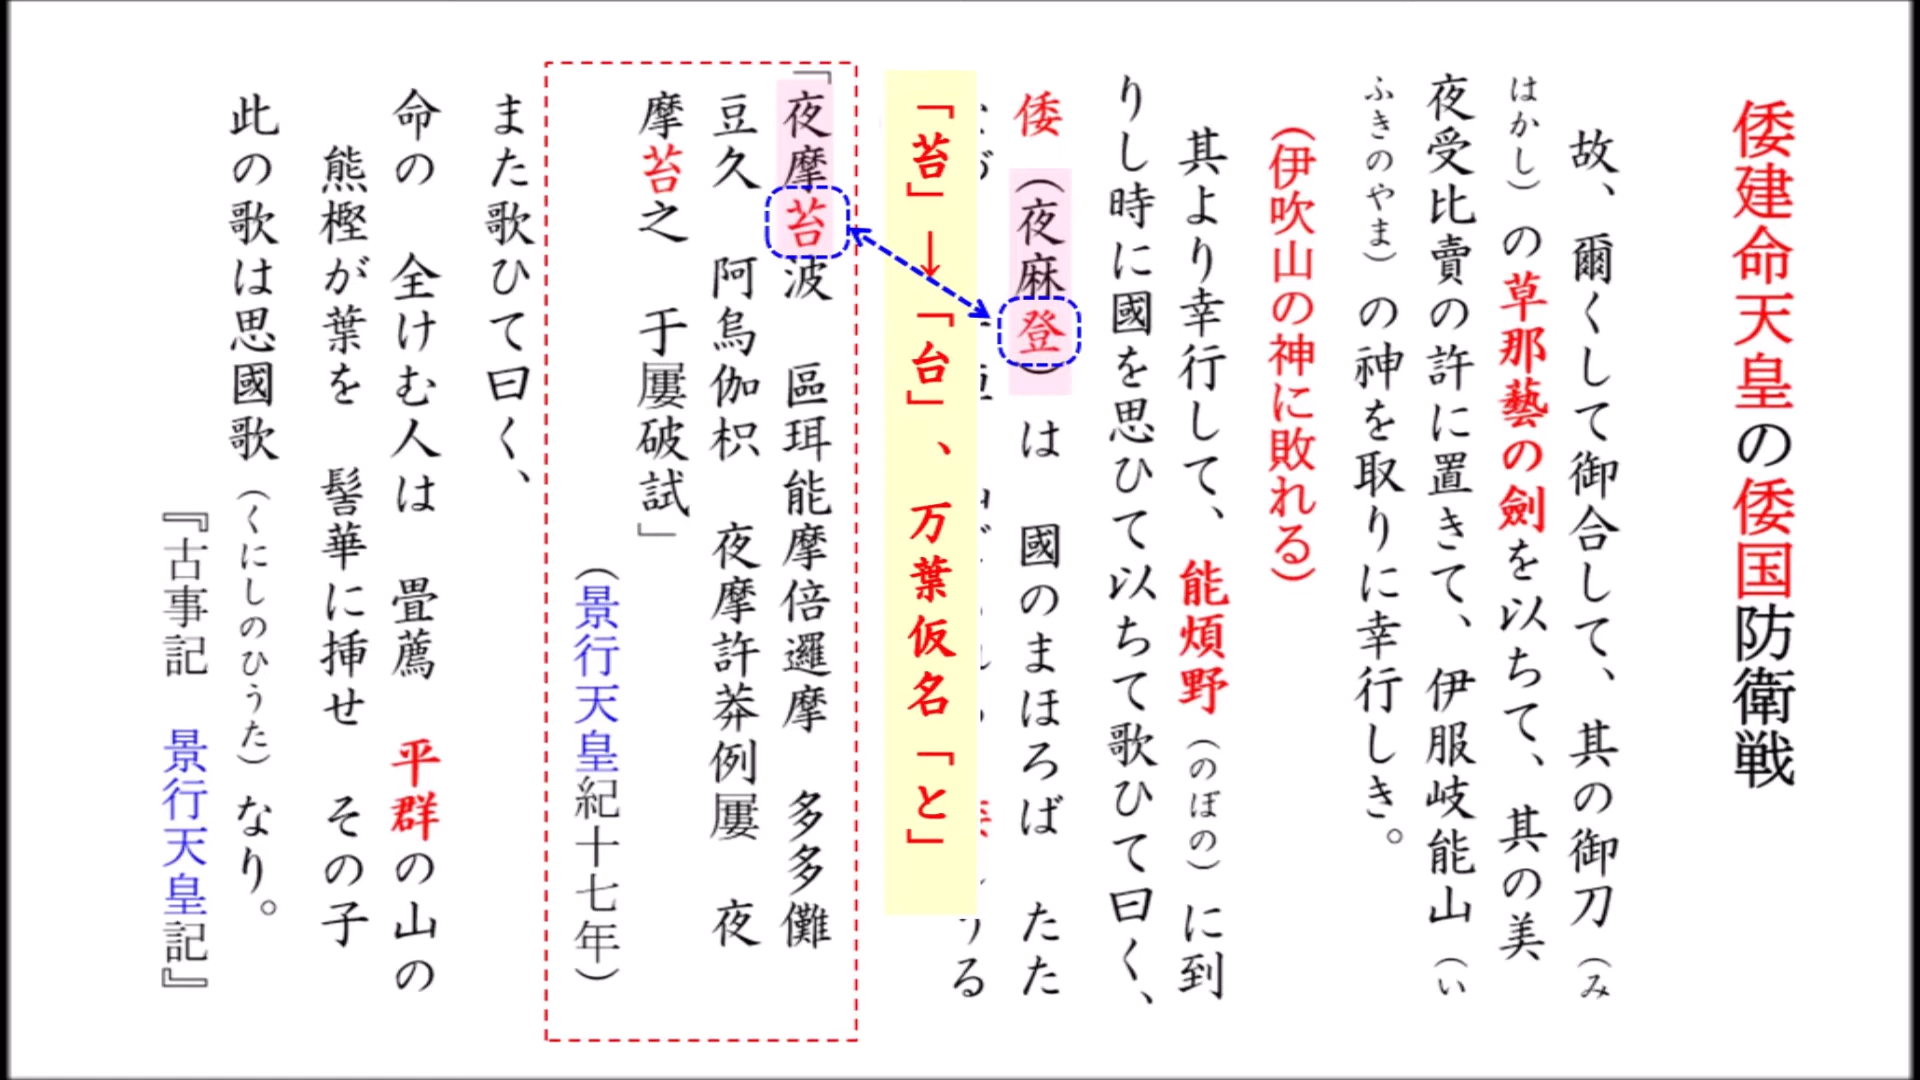 倭建命天皇の倭国防衛戦
故、爾くして御合して、其の御刀（み
はかし）の草那藝の劍を以ちて、其の美
夜受比賣の許に置きて、伊服岐能山（い
ふきのやま）の神を取りに幸行しき。
（伊吹山の神に敗れる）
其より幸行して、能煩野（のぼの）に到
りし時に國を思ひて以ちて歌ひて曰く、
倭（夜麻登）は　國のまほろば　たた
うる
「苔」→「台」、万葉仮名「と」
「夜摩苔波　區珥能摩倍邏摩　多多儺
豆久　阿烏伽枳　夜摩許莽例屢　夜
摩苔之　于屢破試」
（景行天皇紀十七年）
また歌ひて曰く、
命の　全けむ人は　畳薦　平群の山の
熊樫が葉を　髻華に挿せ　その子
此の歌は思國歌（くにしのひうた）なり。
『古事記　景行天皇記』